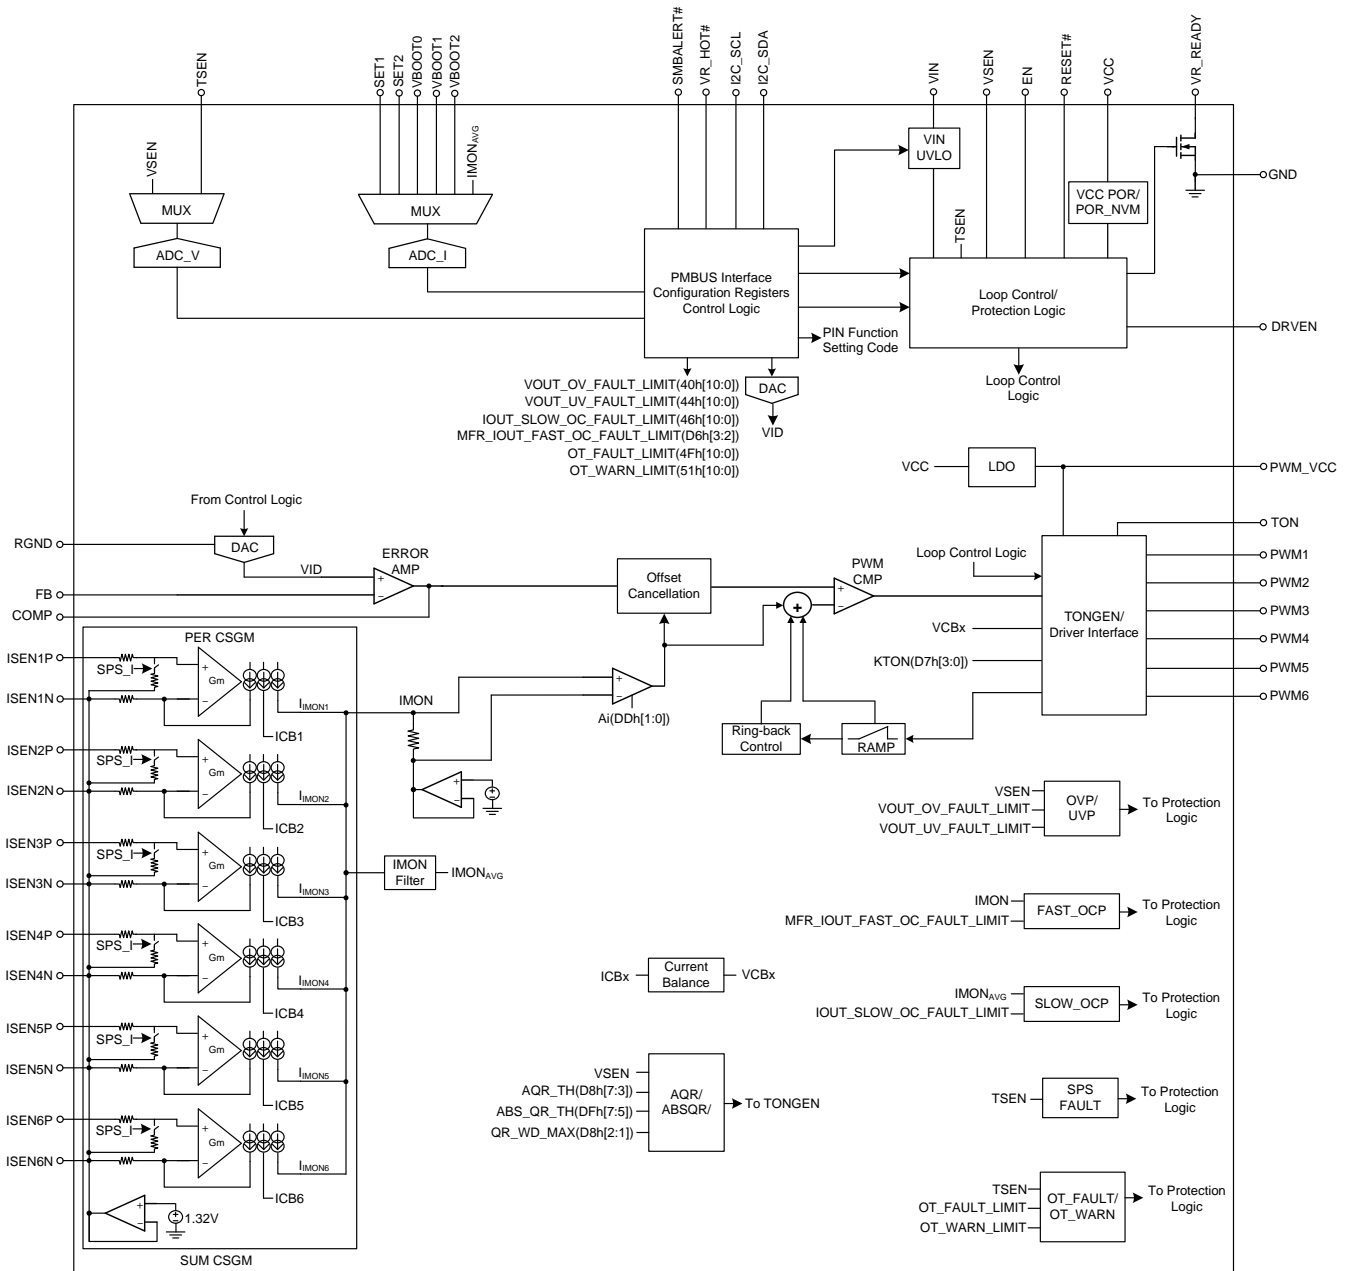 TSEN
SET1
SET2
VBOOT0
VBOOT1
VBOOT2
SMBALERT#
VR_HOT#
I2C_SCL
I2C_SDA
VIN
VSEN
EN
RESET#
VCC
VR_READY
VSEN
IMONAVG
MUX
MUX
ADC_V
ADC_I
VIN
UVLO
VCC POR/
POR_NVM
GND
TSEN
PMBUS Interface
Configuration Registers
Control Logic
Loop Control/
Protection Logic
DRVEN
PIN Function
Setting Code
Loop Control
Logic
VOUT_OV_FAULT_LIMIT(40h[10:0])
VOUT_UV_FAULT_LIMIT(44h[10:0])
IOUT_SLOW_OC_FAULT_LIMIT(46h[10:0])
MFR_IOUT_FAST_OC_FAULT_LIMIT(D6h[3:2])
OT_FAULT_LIMIT(4Fh[10:0])
OT_WARN_LIMIT(51h[10:0])
DAC
VID
VCC
LDO
PWM_VCC
TON
PWM1
PWM2
PWM3
PWM4
PWM5
PWM6
From Control Logic
RGND
DAC
VID
ERROR
AMP
+
−
FB
COMP
Offset
Cancellation
PWM
CMP
+
−
+
Loop Control Logic
VCBx
KTON(D7h[3:0])
TONGEN/
Driver Interface
PER CSGM
ISEN1P
SPS_I
ISEN1N
+
Gm
−
IIMON1
ICB1
IMON
+
−
Ai(DDh[1:0])
Ring-back
Control
RAMP
+
−
ISEN2P
SPS_I
ISEN2N
+
Gm
−
IIMON2
ICB2
ISEN3P
SPS_I
ISEN3N
+
Gm
−
IIMON3
ICB3
IMON
Filter
IMONAVG
ISEN4P
SPS_I
ISEN4N
+
Gm
−
IIMON4
ICB4
ISEN5P
SPS_I
ISEN5N
+
Gm
−
IIMON5
ICB5
ISEN6P
SPS_I
ISEN6N
+
Gm
−
IIMON6
ICB6
+
−
1.32V
SUM CSGM
ICBx
Current
Balance
VCBx
VSEN
AQR_TH(D8h[7:3])
ABS_QR_TH(DFh[7:5])
QR_WD_MAX(D8h[2:1])
AQR/
ABSQR/
To TONGEN
VSEN
VOUT_OV_FAULT_LIMIT
VOUT_UV_FAULT_LIMIT
OVP/
UVP
To Protection
Logic
IMON
MFR_IOUT_FAST_OC_FAULT_LIMIT
FAST_OCP
To Protection
Logic
IMONAVG
IOUT_SLOW_OC_FAULT_LIMIT
SLOW_OCP
To Protection
Logic
TSEN
SPS
FAULT
To Protection
Logic
TSEN
OT_FAULT_LIMIT
OT_WARN_LIMIT
OT_FAULT/
OT_WARN
To Protection
Logic